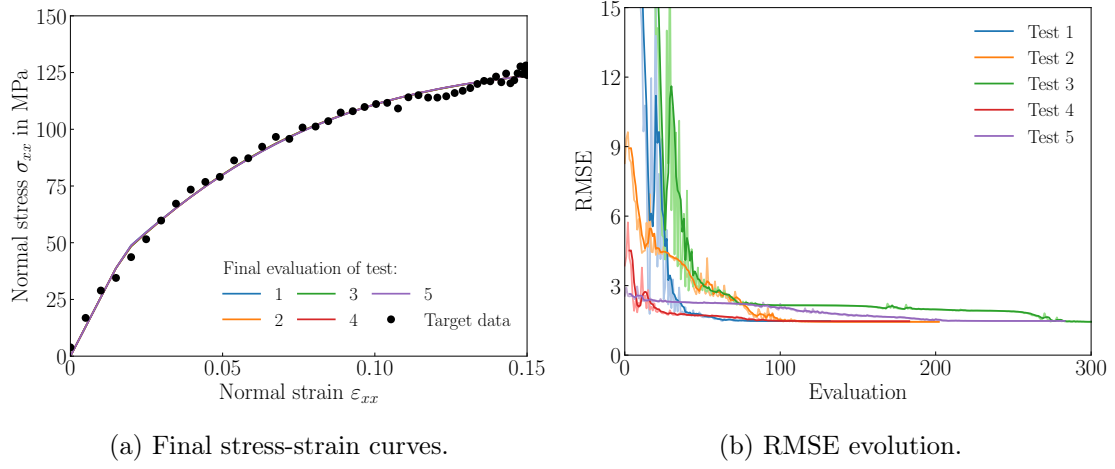 150
125
100
75
50
25
0
Normal stress σxx in MPa
Final evaluation of test:
1 3 5
2 4 Target data
0 0.05 0.10 0.15
Normal strain εxx
(a) Final stress-strain curves.
15
12
9
6
3
0
RMSE
Test 1
Test 2
Test 3
Test 4
Test 5
0 100 200 300
Evaluation
(b) RMSE evolution.